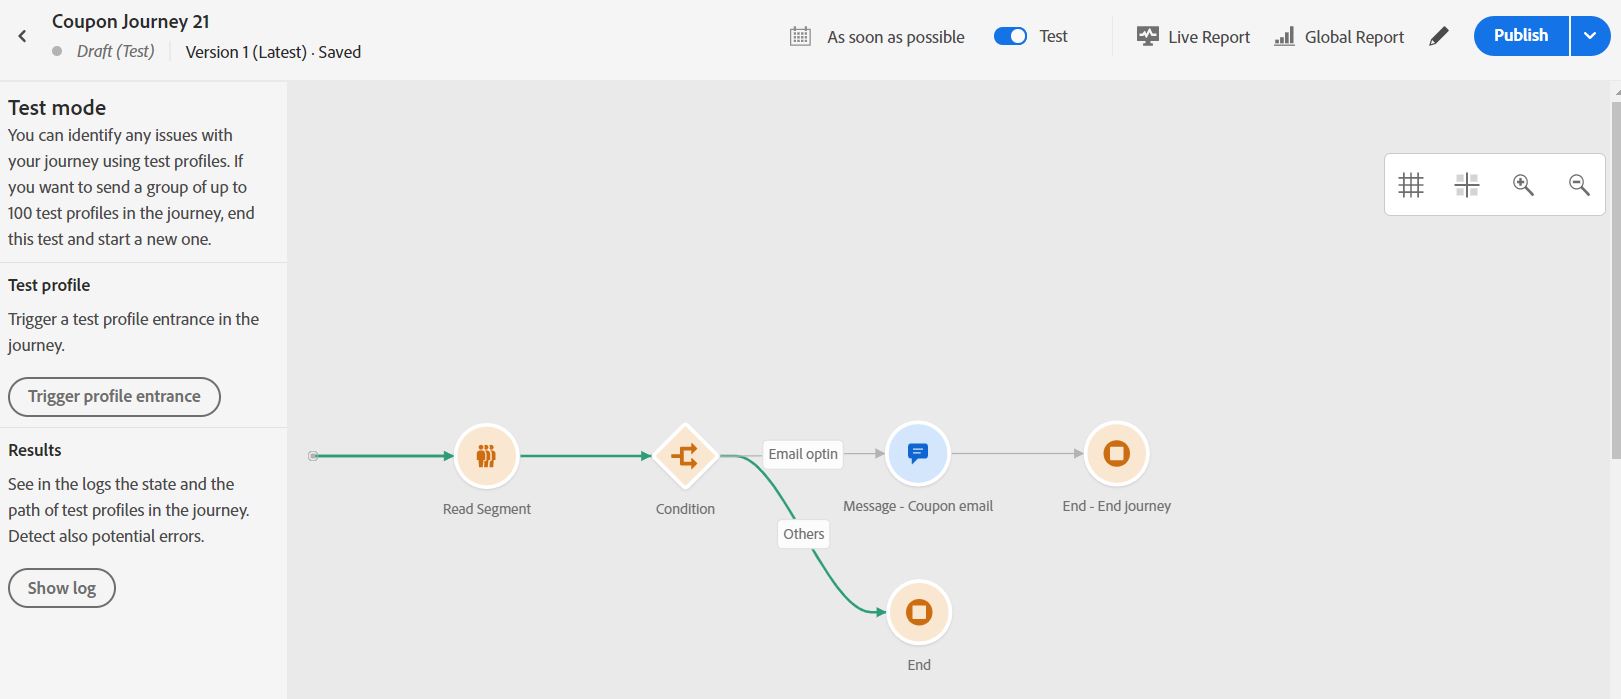 Coupon Journey 21
Draft (Test)
Version 1 (Latest) · Saved
As soon as possible
Test
Live Report
Global Report
Publish
Test mode
You can identify any issues with
your journey using test profiles. If
you want to send a group of up to
100 test profiles in the journey, end
this test and start a new one.
Test profile
Trigger a test profile entrance in the
journey.
Trigger profile entrance
Results
See in the logs the state and the
path of test profiles in the journey.
Detect also potential errors.
Show log
Read Segment
Condition
Email optin
Message - Coupon email
End - End journey
Others
End